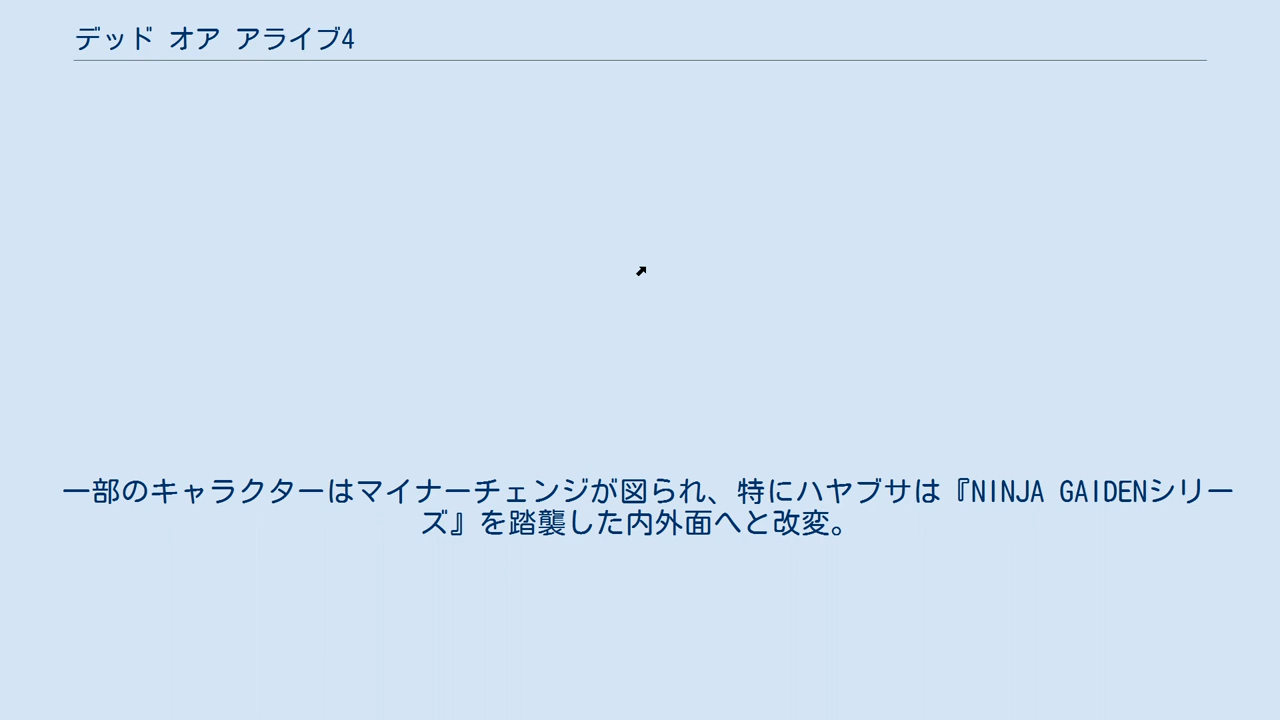 デッド オア アライブ4
一部のキャラクターはマイナーチェンジが図られ、特にハヤブサは『NINJA GAIDENシリー
ズ』を踏襲した内外面へと改変。